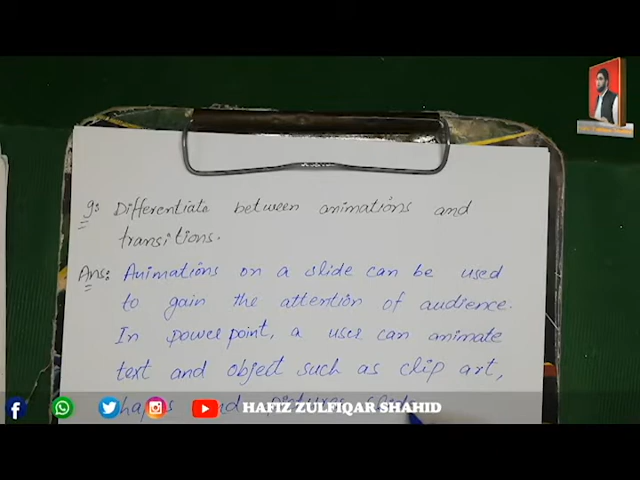 9: Differentiate between animations and
transitions.
Ans: Animations on a slide can be used
to gain the attention of audience.
In powerpoint, a user can animate
text and object such as clip art,
HAFIZ ZULFIQAR SHAHID